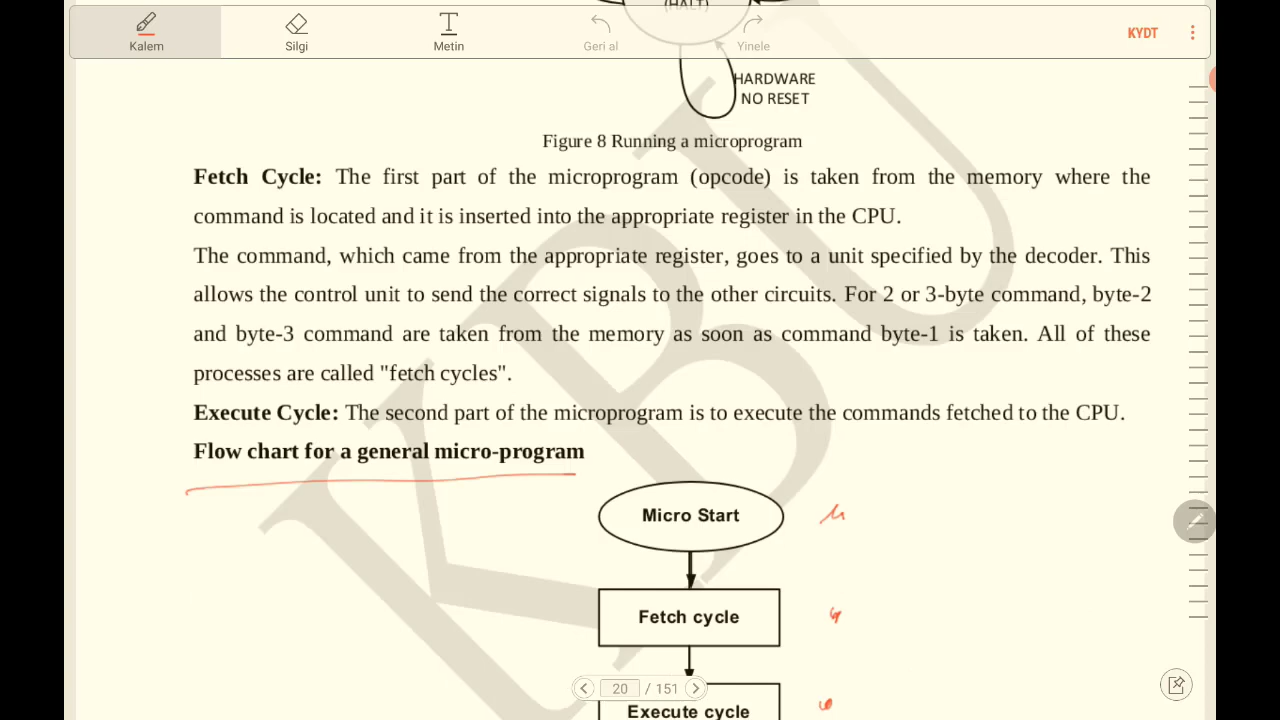 (HALT)
Kalem
Silgi
Metin
Geri al
Yinele
KYDT
HARDWARE
NO RESET
Figure 8 Running a microprogram
Fetch Cycle: The first part of the microprogram (opcode) is taken from the memory where the
command is located and it is inserted into the appropriate register in the CPU.
The command, which came from the appropriate register, goes to a unit specified by the decoder. This
allows the control unit to send the correct signals to the other circuits. For 2 or 3-byte command, byte-2
and byte-3 command are taken from the memory as soon as command byte-1 is taken. All of these
processes are called "fetch cycles".
Execute Cycle: The second part of the microprogram is to execute the commands fetched to the CPU.
Flow chart for a general micro-program
Micro Start
Fetch cycle
20 / 151
Execute cycle
KBU